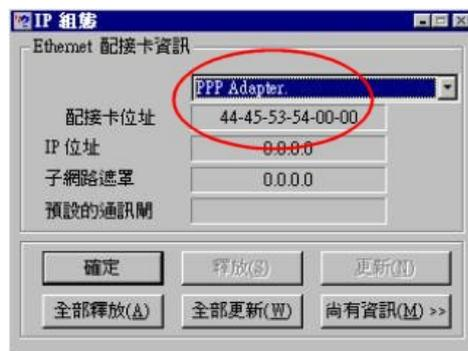 IP 組態
Ethernet 配接卡資訊
PPP Adapter.
配接卡位址 44-45-53-54-00-00
IP 位址 0.0.0.0
子網路遮罩 0.0.0.0
預設的通訊閘
確定 釋放(S) 更新(N)
全部釋放(A) 全部更新(W) 尚有資訊(M) >>